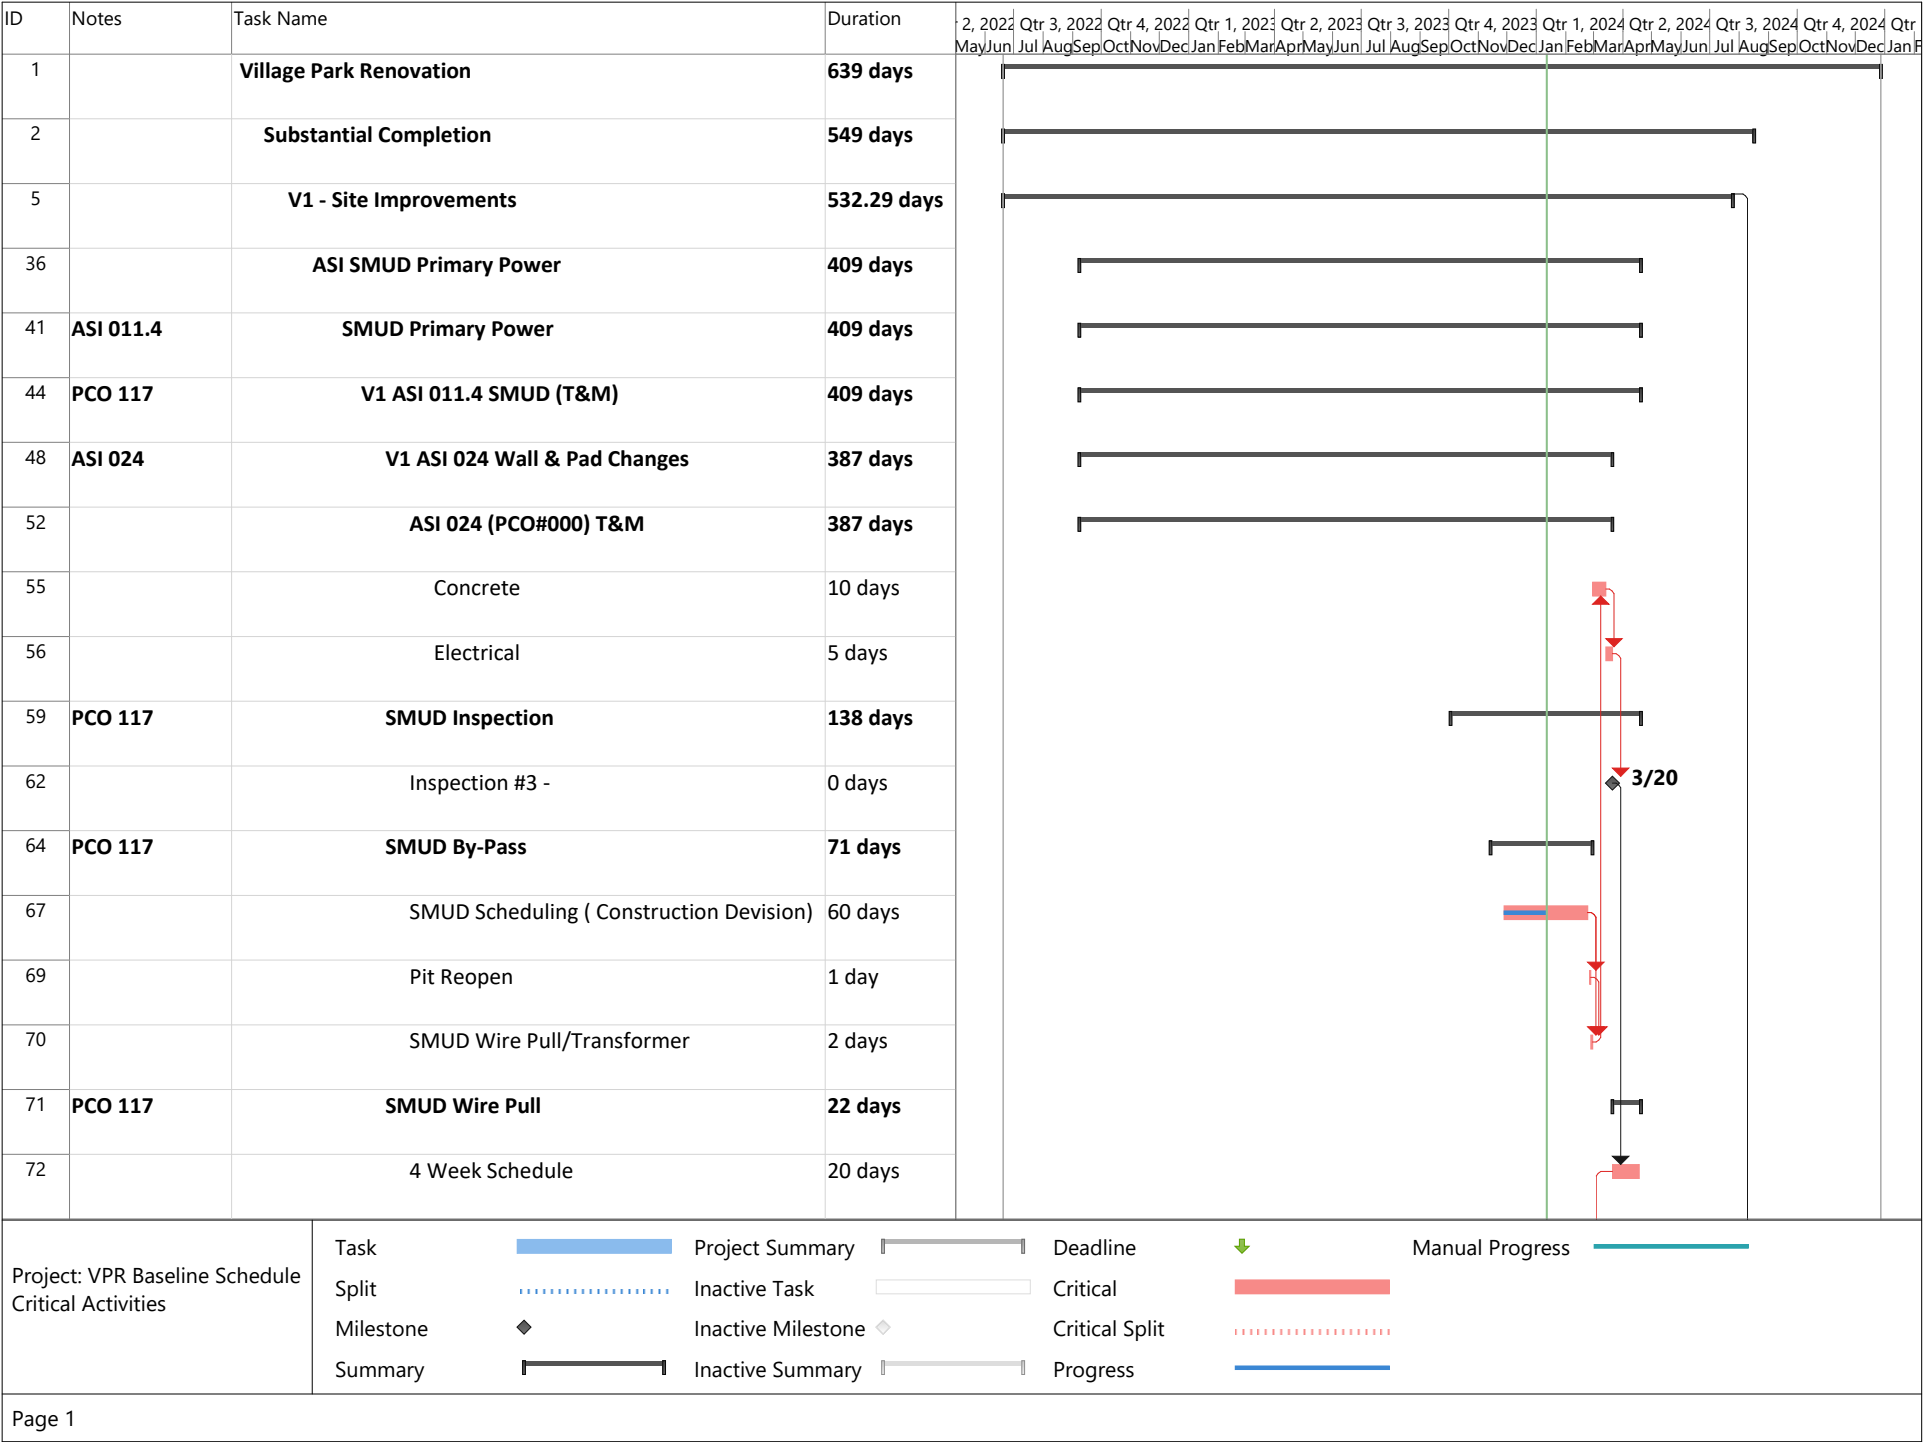 ID Notes Task Name Duration
2, 2022 Qtr 3, 2022 Qtr 4, 2022 Qtr 1, 2023 Qtr 2, 2023 Qtr 3, 2023 Qtr 4, 2023 Qtr 1, 2024 Qtr 2, 2024 Qtr 3, 2024 Qtr 4, 2024 Qtr
May Jun Jul Aug Sep Oct Nov Dec Jan Feb Mar Apr May Jun Jul Aug Sep Oct Nov Dec Jan Feb Mar Apr May Jun Jul Aug Sep Oct Nov Dec Jan F
1 Village Park Renovation 639 days
2 Substantial Completion 549 days
5 V1 - Site Improvements 532.29 days
36 ASI SMUD Primary Power 409 days
41 ASI 011.4 SMUD Primary Power 409 days
44 PCO 117 V1 ASI 011.4 SMUD (T&M) 409 days
48 ASI 024 V1 ASI 024 Wall & Pad Changes 387 days
52 ASI 024 (PCO#000) T&M 387 days
55 Concrete 10 days
56 Electrical 5 days
59 PCO 117 SMUD Inspection 138 days
62 Inspection #3 - 0 days 3/20
64 PCO 117 SMUD By-Pass 71 days
67 SMUD Scheduling ( Construction Devision) 60 days
69 Pit Reopen 1 day
70 SMUD Wire Pull/Transformer 2 days
71 PCO 117 SMUD Wire Pull 22 days
72 4 Week Schedule 20 days
Project: VPR Baseline Schedule
Critical Activities
Task Project Summary Deadline Manual Progress
Split Inactive Task Critical
Milestone Inactive Milestone Critical Split
Summary Inactive Summary Progress
Page 1